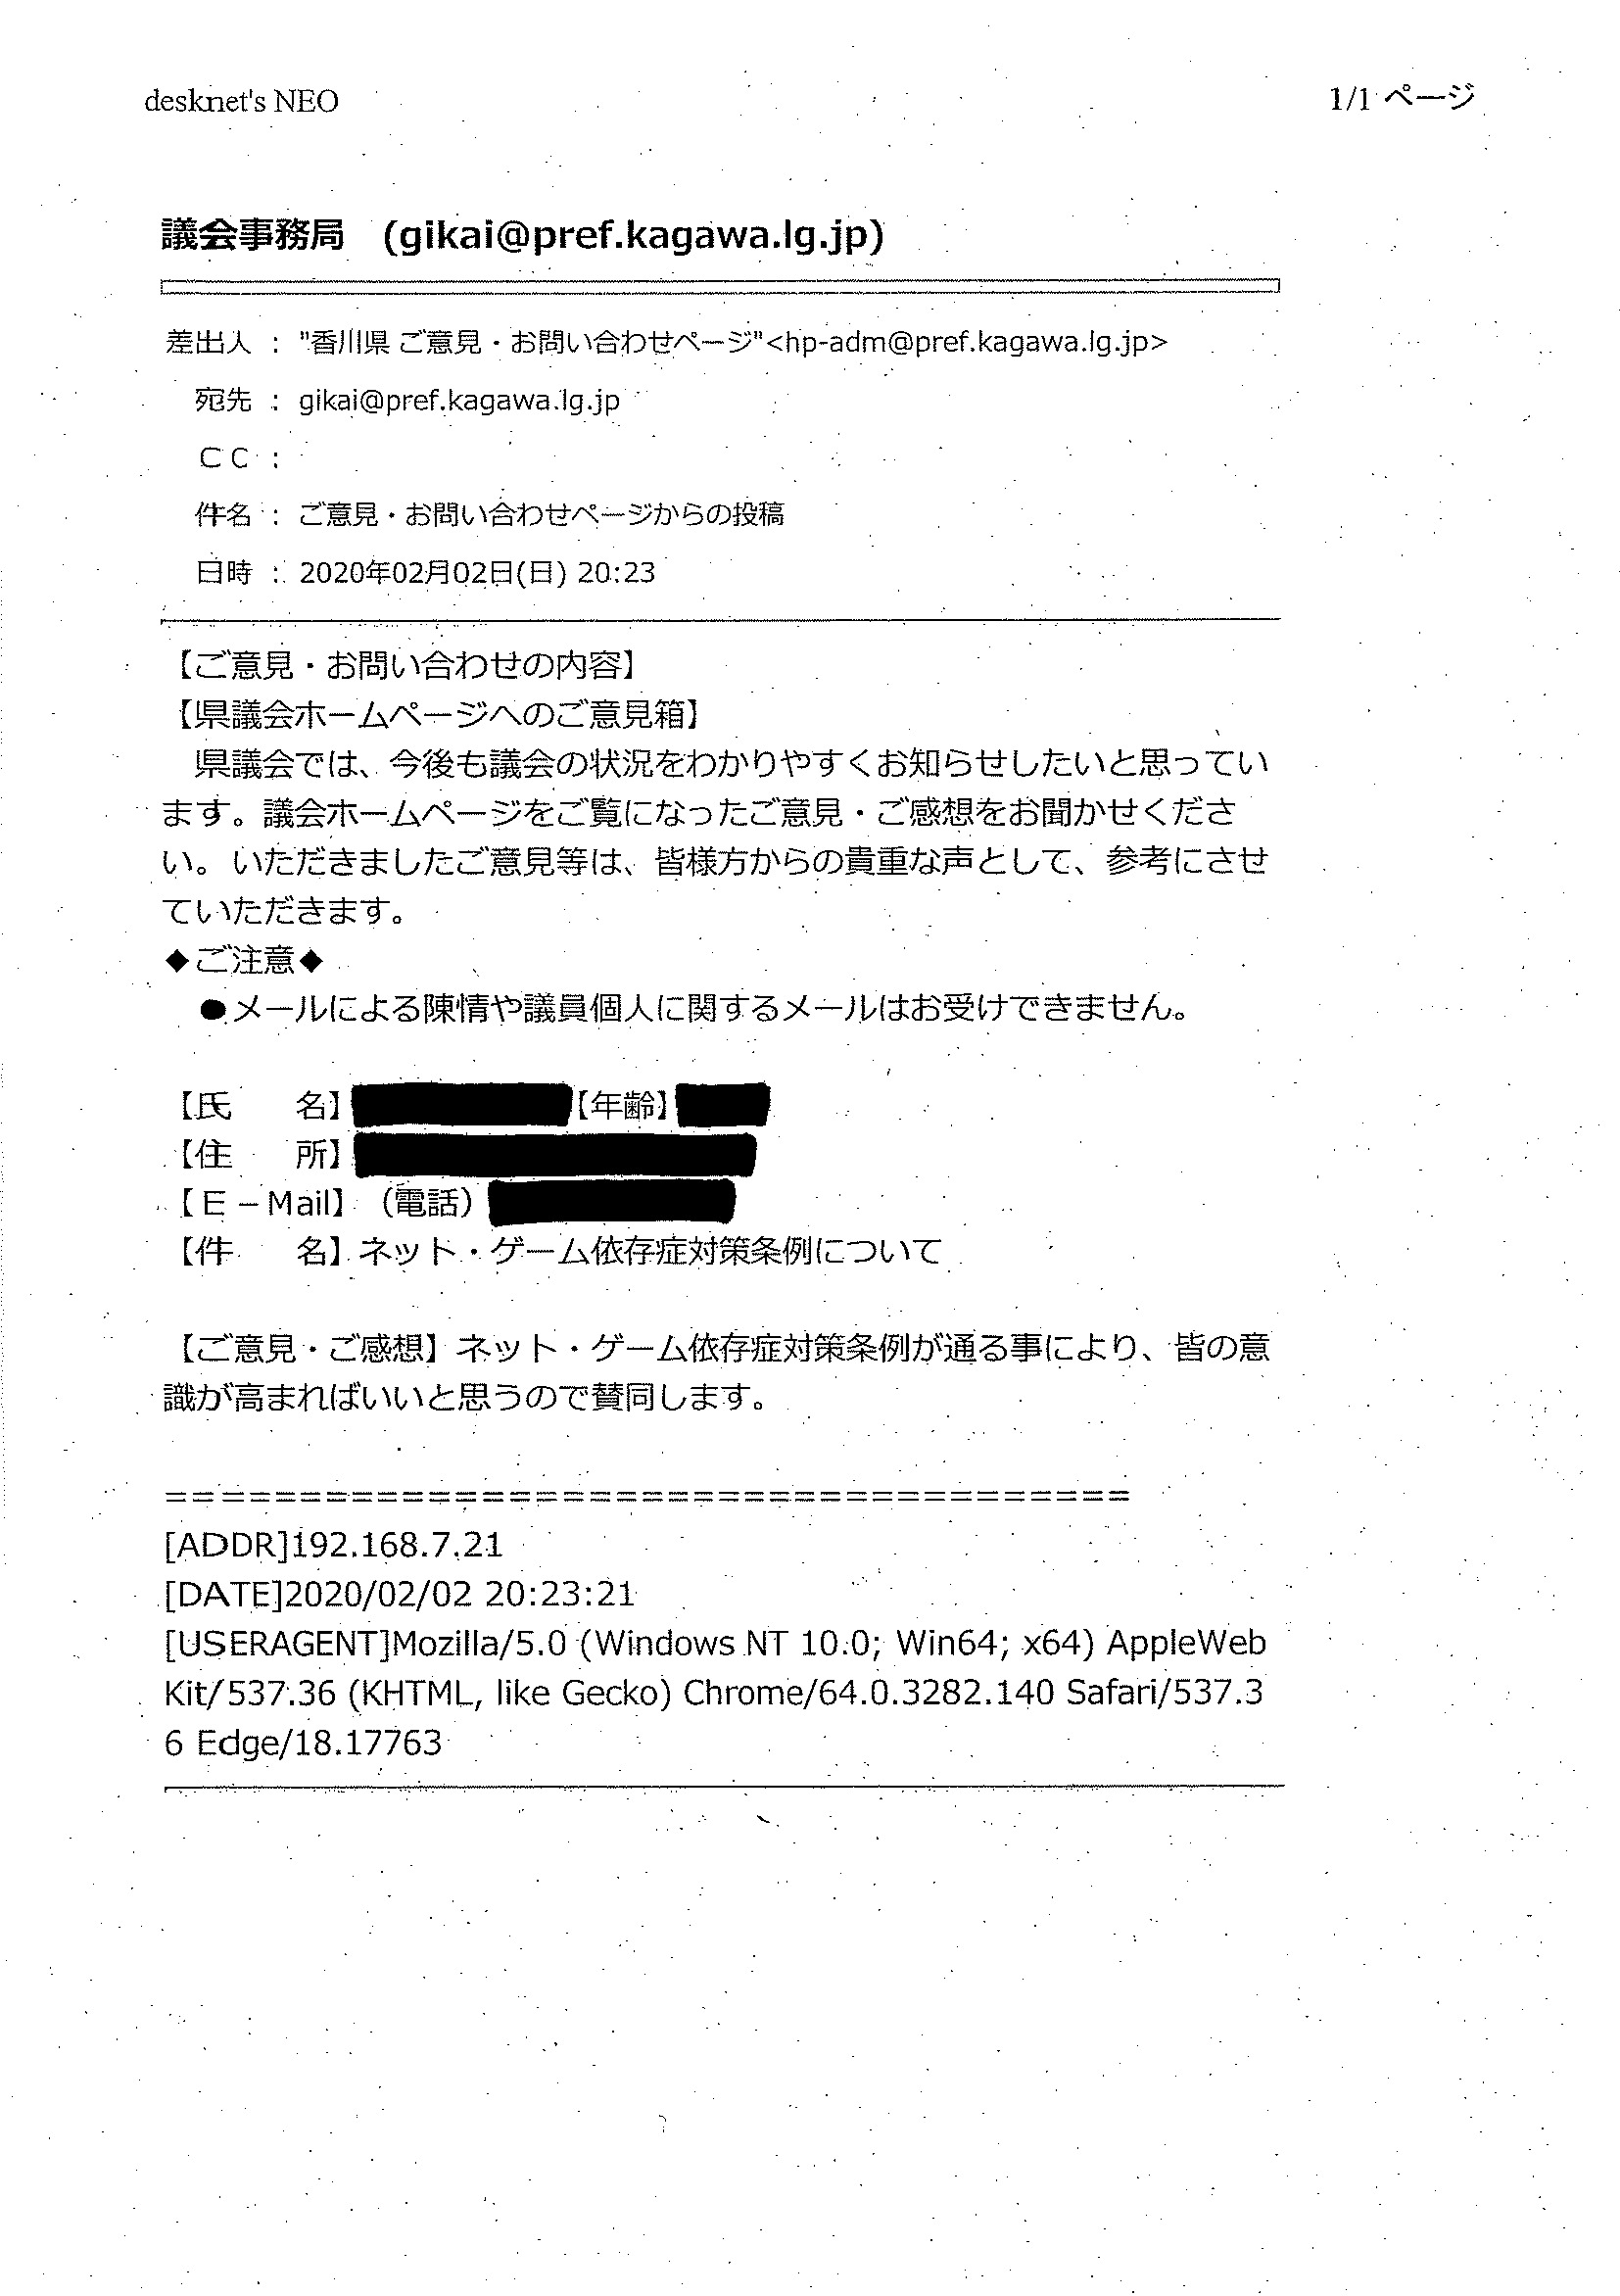 desknet's NEO
1/1 ページ
議会事務局 (gikai@pref.kagawa.lg.jp)
差出人 : "香川県 ご意見・お問い合わせページ"<hp-adm@pref.kagawa.lg.jp>
宛先 : gikai@pref.kagawa.lg.jp
ＣＣ :
件名 : ご意見・お問い合わせページからの投稿
日時 : 2020年02月02日(日) 20:23
【ご意見・お問い合わせの内容】
【県議会ホームページへのご意見箱】
県議会では、今後も議会の状況をわかりやすくお知らせしたいと思ってい
ます。議会ホームページをご覧になったご意見・ご感想をお聞かせくださ
い。いただきましたご意見等は、皆様方からの貴重な声として、参考にさせ
ていただきます。
◆ご注意◆
●メールによる陳情や議員個人に関するメールはお受けできません。
【氏　　名】【年齢】
【住　　所】
【Ｅ－Mail】（電話）
【件　　名】ネット・ゲーム依存症対策条例について
【ご意見・ご感想】ネット・ゲーム依存症対策条例が通る事により、皆の意
識が高まればいいと思うので賛同します。
====================================
[ADDR]192.168.7.21
[DATE]2020/02/02 20:23:21
[USERAGENT]Mozilla/5.0 (Windows NT 10.0; Win64; x64) AppleWeb
Kit/537.36 (KHTML, like Gecko) Chrome/64.0.3282.140 Safari/537.3
6 Edge/18.17763